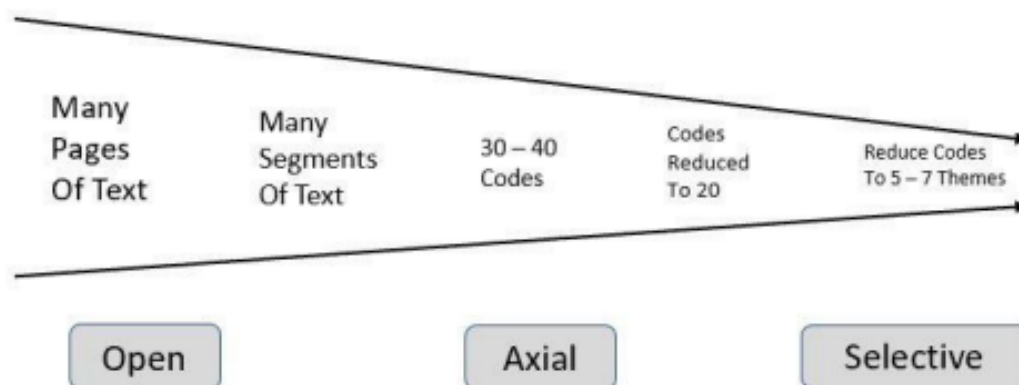 Many
Pages
Of Text
Many
Segments
Of Text
30 – 40
Codes
Codes
Reduced
To 20
Reduce Codes
To 5 – 7 Themes
Open
Axial
Selective